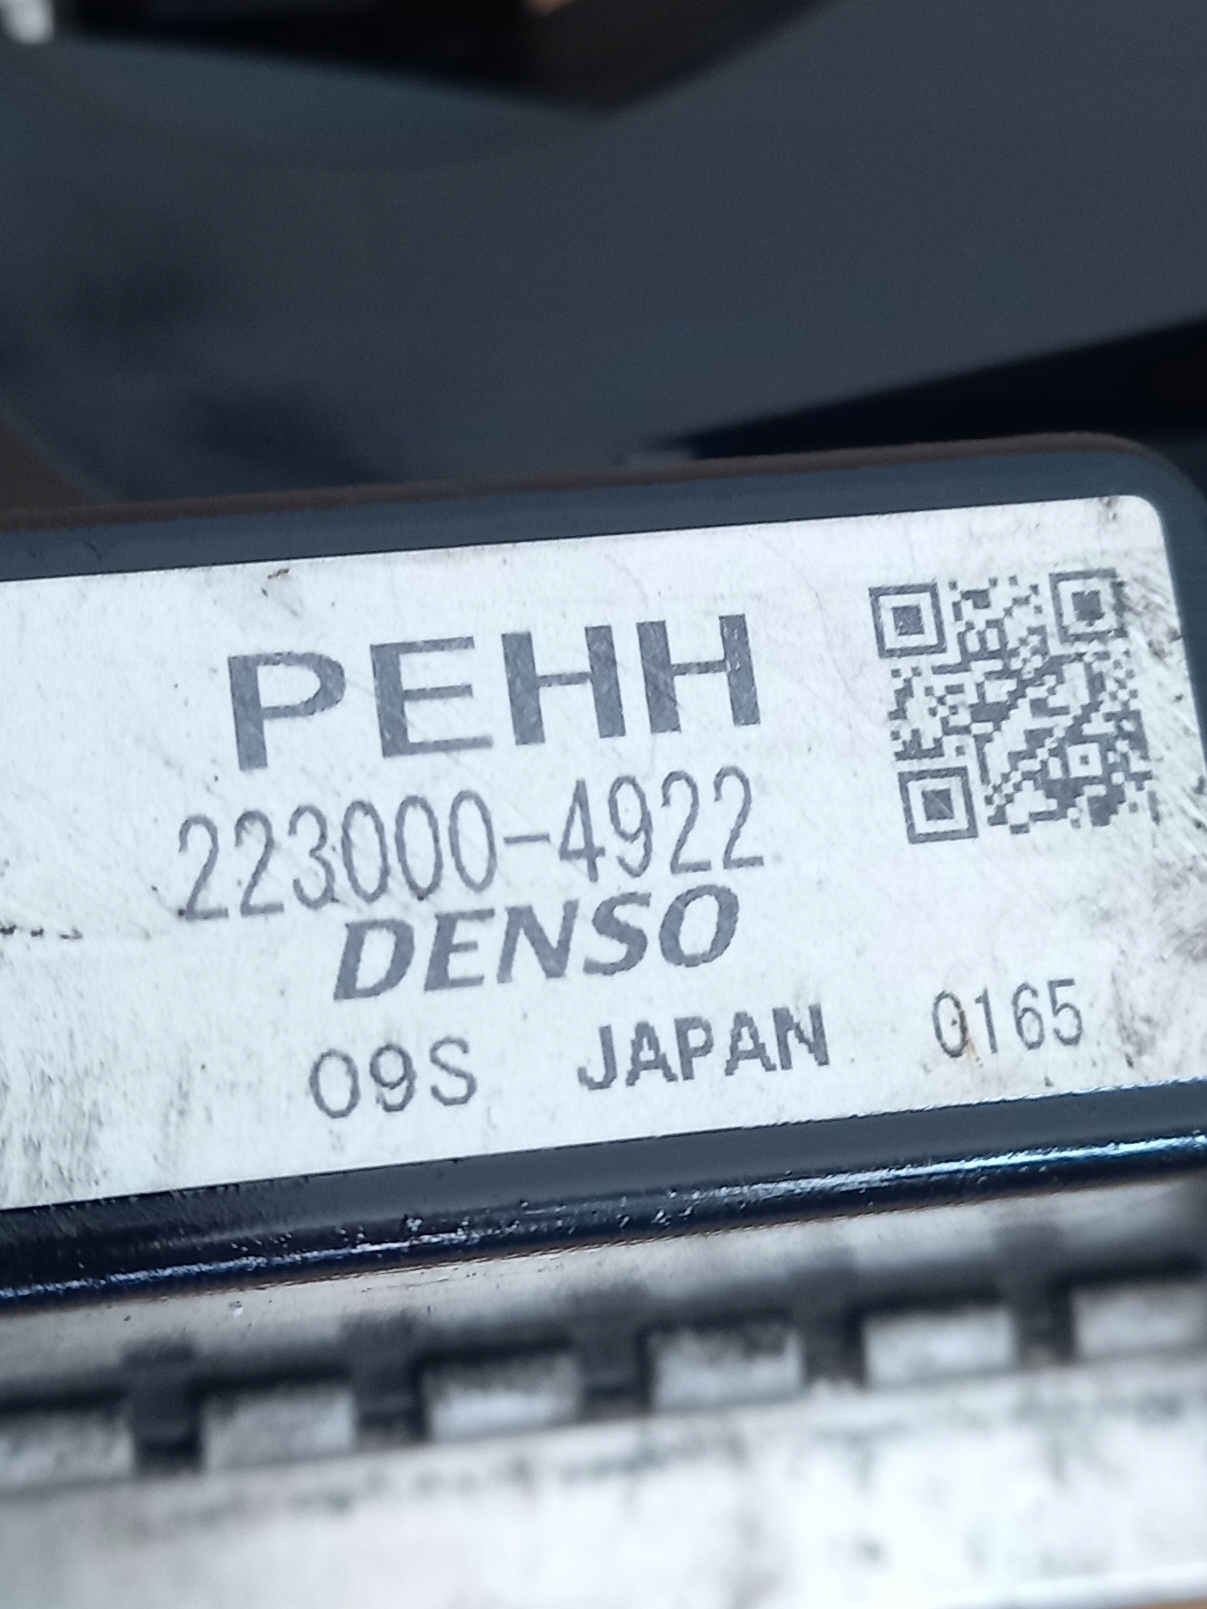 PEHH
223000-4922
DENSO
09S JAPAN 0165